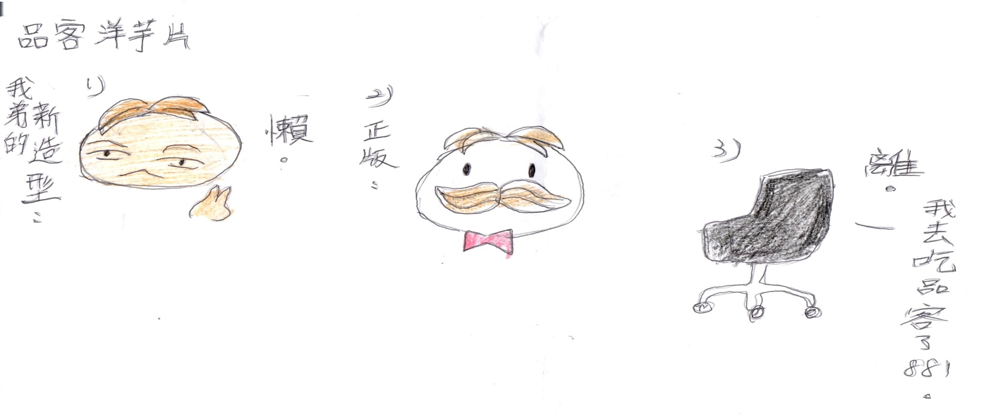 品客洋芋片
1)
我弟的
新造型:
懶。
2)
正版:
3)
離。
我去吃品客了881。